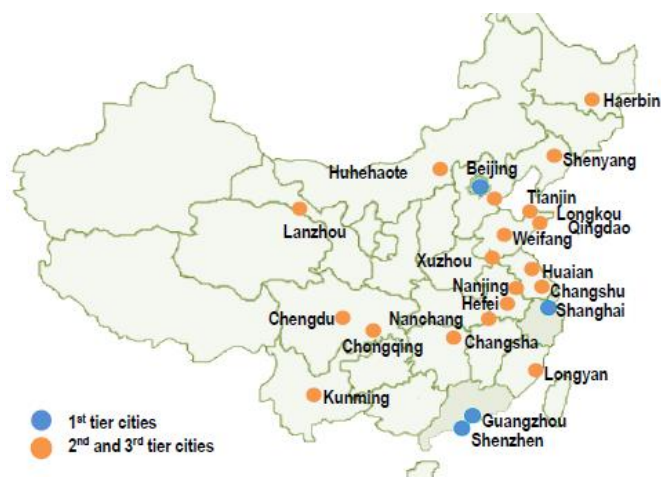 Haerbin
Shenyang
Beijing
Huhehaote
Tianjin
Longkou
Qingdao
Lanzhou
Weifang
Xuzhou
Huaian
Nanjing
Changshu
Hefei
Shanghai
Chengdu
Nanchang
Chongqing
Changsha
Longyan
Kunming
1st tier cities
Guangzhou
Shenzhen
2nd and 3rd tier cities